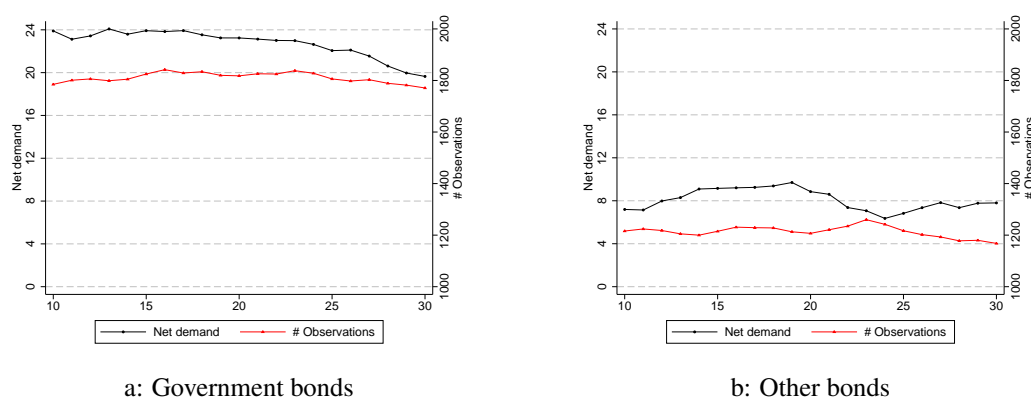 24
20
16
12
8
4
0
Net demand
2000
1800
1600
1400
1200
1000
# Observations
10 15 20 25 30
Net demand # Observations
a: Government bonds
24
20
16
12
8
4
0
Net demand
2000
1800
1600
1400
1200
1000
# Observations
10 15 20 25 30
Net demand # Observations
b: Other bonds